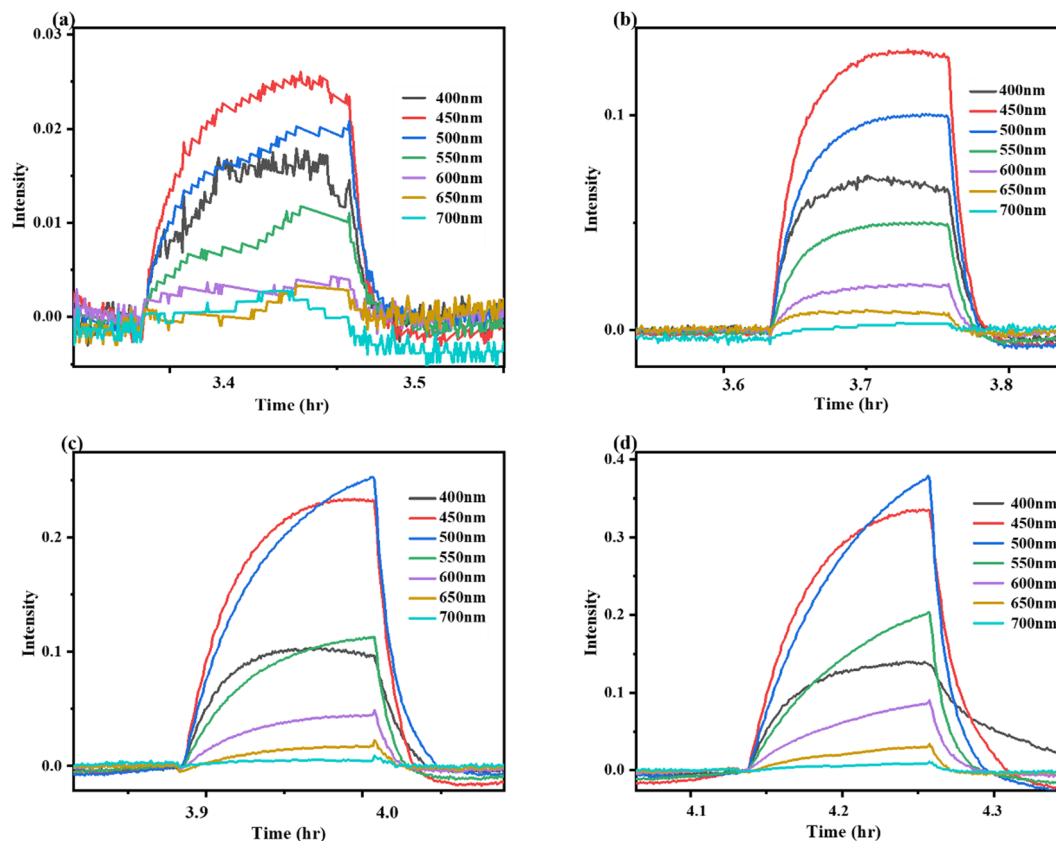 (a)
0.03
0.02
0.01
0.00
Intensity
400nm
450nm
500nm
550nm
600nm
650nm
700nm
3.4
3.5
Time (hr)
(b)
0.1
0.0
Intensity
400nm
450nm
500nm
550nm
600nm
650nm
700nm
3.6
3.7
3.8
Time (hr)
(c)
0.2
0.1
0.0
Intensity
400nm
450nm
500nm
550nm
600nm
650nm
700nm
3.9
4.0
Time (hr)
(d)
0.4
0.3
0.2
0.1
0.0
Intensity
400nm
450nm
500nm
550nm
600nm
650nm
700nm
4.1
4.2
4.3
Time (hr)